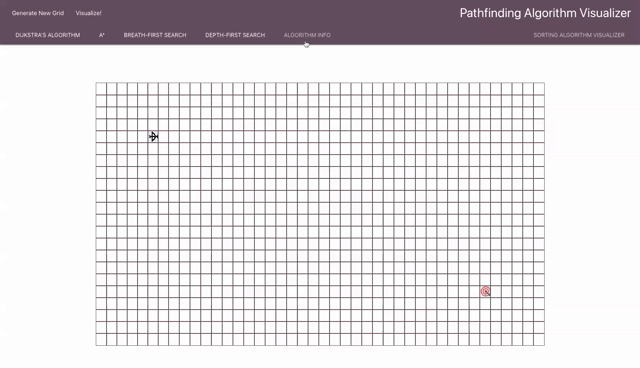 Generate New Grid Visualize! Pathfinding Algorithm Visualizer
DIJKSTRA'S ALGORITHM A* BREATH-FIRST SEARCH DEPTH-FIRST SEARCH ALGORITHM INFO SORTING ALGORITHM VISUALIZER